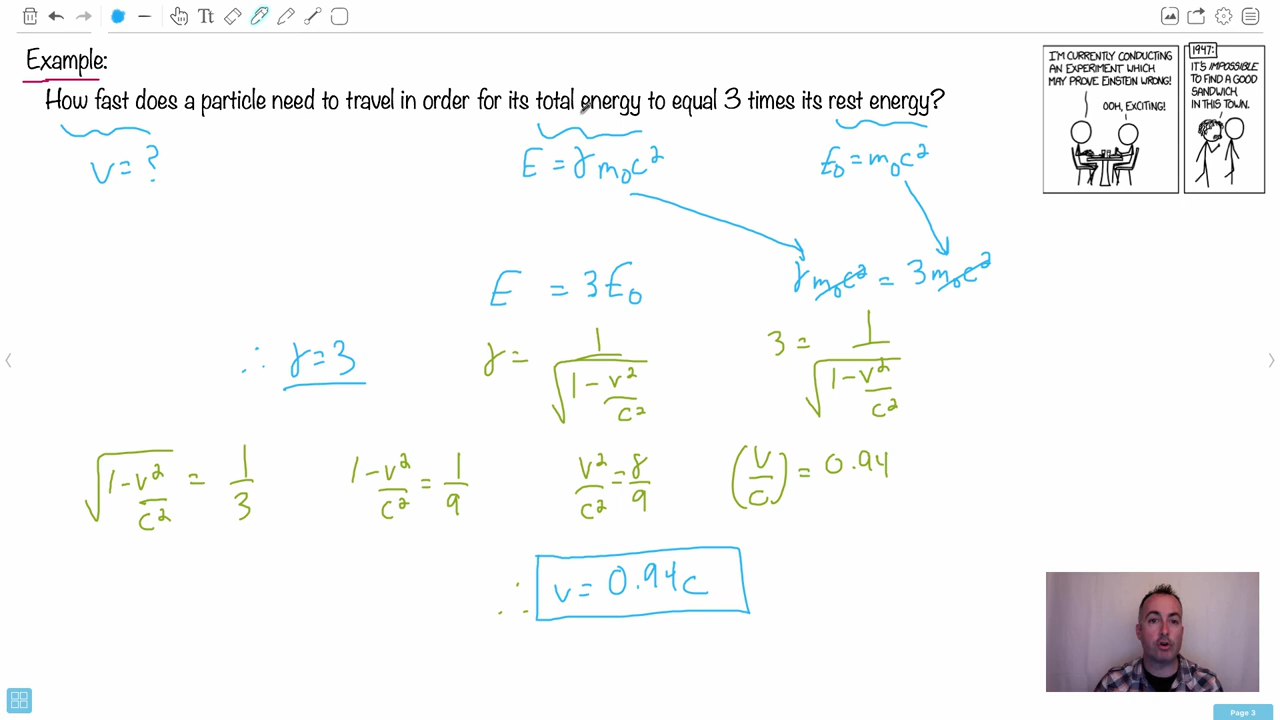 Tt
Example:
How fast does a particle need to travel in order for its total energy to equal 3 times its rest energy?
v = ?
E = γm₀c²
E₀ = m₀c²
E = 3E₀
γm₀c² = 3m₀c²
∴ γ = 3
γ = 1/√(1 - v²/c²)
3 = 1/√(1 - v²/c²)
√(1 - v²/c²) = 1/3
1 - v²/c² = 1/9
v²/c² = 8/9
(v/c) = 0.94
∴ v = 0.94c
I'M CURRENTLY CONDUCTING
AN EXPERIMENT WHICH
MAY PROVE EINSTEIN WRONG!
OOH, EXCITING!
1947:
IT'S IMPOSSIBLE
TO FIND A GOOD
SANDWICH
IN THIS TOWN.
Page 3